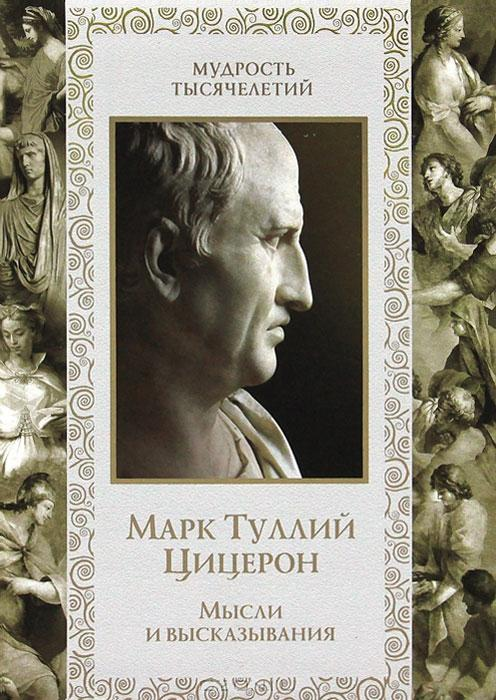 МУДРОСТЬ
ТЫСЯЧЕЛЕТИЙ
МАРК ТУЛЛИЙ
ЦИЦЕРОН
МЫСЛИ
И ВЫСКАЗЫВАНИЯ